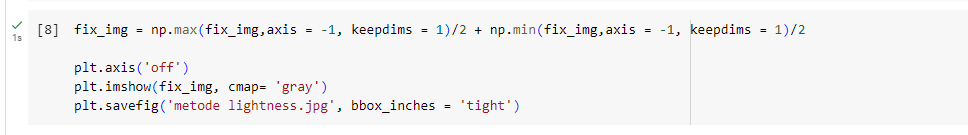 [8] fix_img = np.max(fix_img,axis = -1, keepdims = 1)/2 + np.min(fix_img,axis = -1, keepdims = 1)/2
1s
plt.axis('off')
plt.imshow(fix_img, cmap= 'gray')
plt.savefig('metode lightness.jpg', bbox_inches = 'tight')